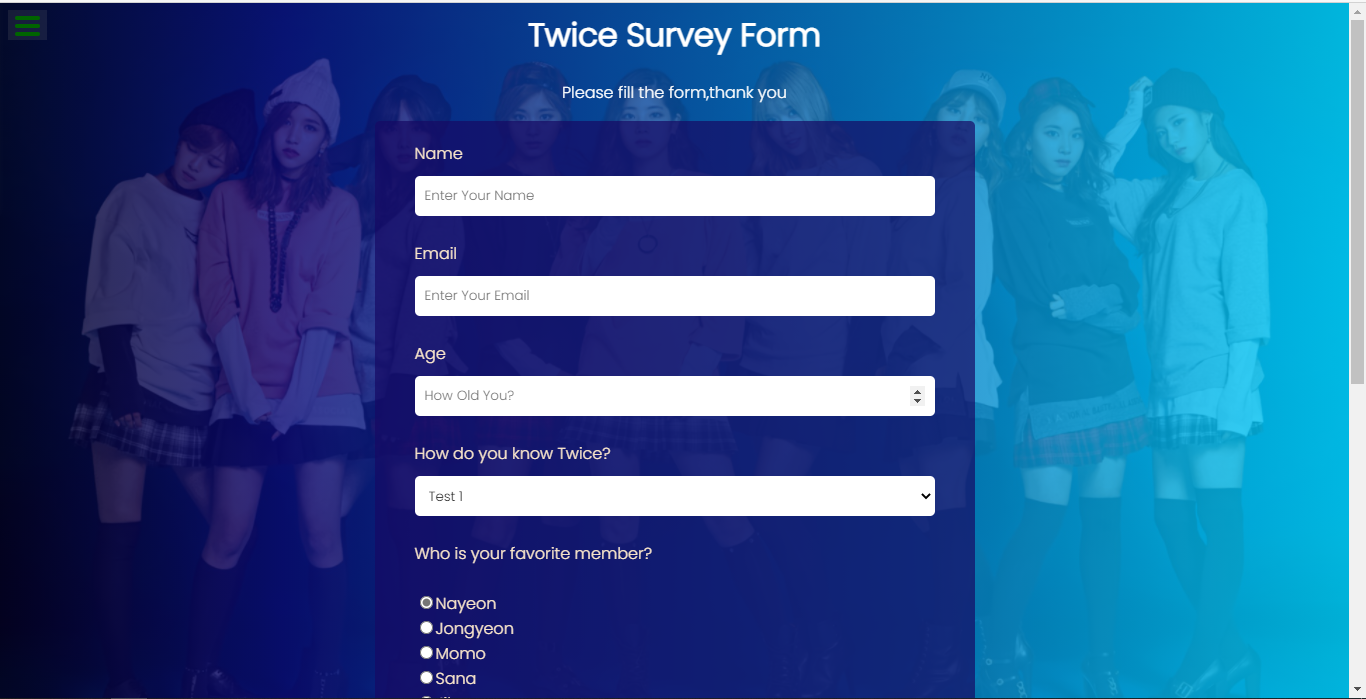 Twice Survey Form
Please fill the form,thank you
Name
Enter Your Name
Email
Enter Your Email
Age
How Old You?
How do you know Twice?
Test 1
Who is your favorite member?
Nayeon
Jongyeon
Momo
Sana